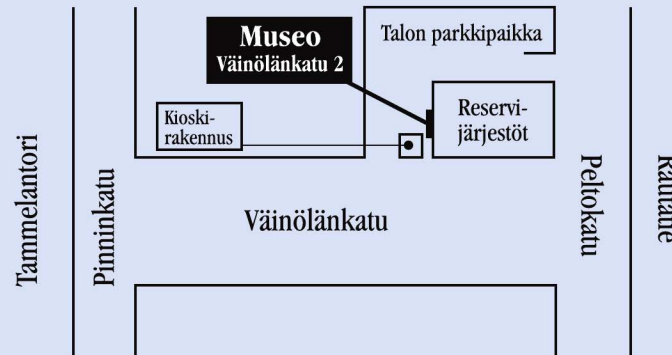 Museo
Väinölänkatu 2
Talon parkkipaikka
Kioski-
rakennus
Reservi-
järjestöt
Väinölänkatu
Tammelantori
Pinninkatu
Peltokatu